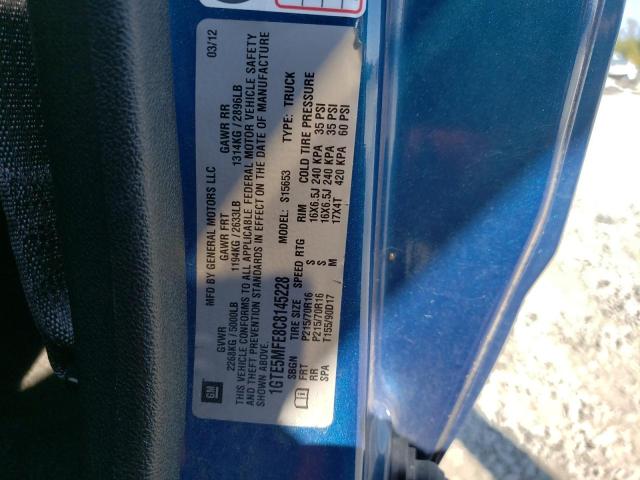 GM
MFD BY GENERAL MOTORS LLC
03/12
GVWR GAWR FRT GAWR RR
2268KG/5000LB 1194KG/2633LB 1314KG/2896LB
THIS VEHICLE CONFORMS TO ALL APPLICABLE FEDERAL MOTOR VEHICLE SAFETY
AND THEFT PREVENTION STANDARDS IN EFFECT ON THE DATE OF MANUFACTURE
SHOWN ABOVE.
1GTE5MFE8C8145228 MODEL: S15653 TYPE: TRUCK
SBGN TIRE SIZE SPEED RTG RIM COLD TIRE PRESSURE
FRT P215/70R16 S 16X6.5J 240 KPA 35 PSI
RR P215/70R16 S 16X6.5J 240 KPA 35 PSI
SPA T155/90D17 M 17X4T 420 KPA 60 PSI